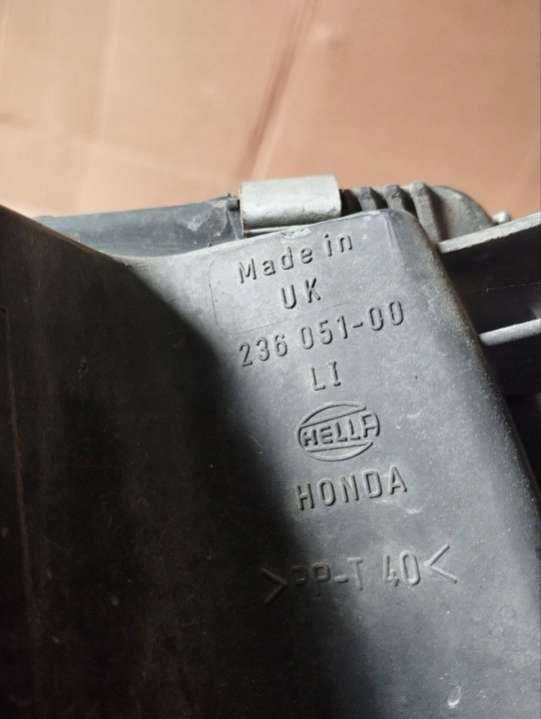 Made in
UK
236 051-00
LI
HELLA
HONDA
>PP-T 40<